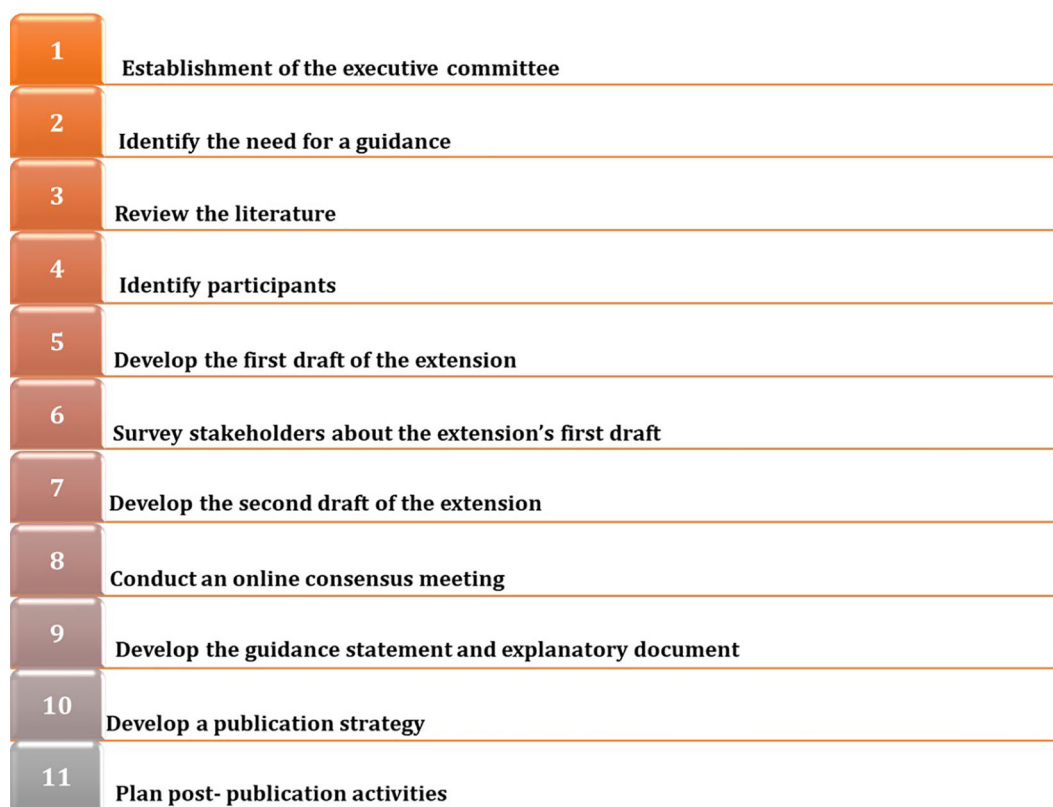 1 Establishment of the executive committee
2 Identify the need for a guidance
3 Review the literature
4 Identify participants
5 Develop the first draft of the extension
6 Survey stakeholders about the extension’s first draft
7 Develop the second draft of the extension
8 Conduct an online consensus meeting
9 Develop the guidance statement and explanatory document
10 Develop a publication strategy
11 Plan post- publication activities